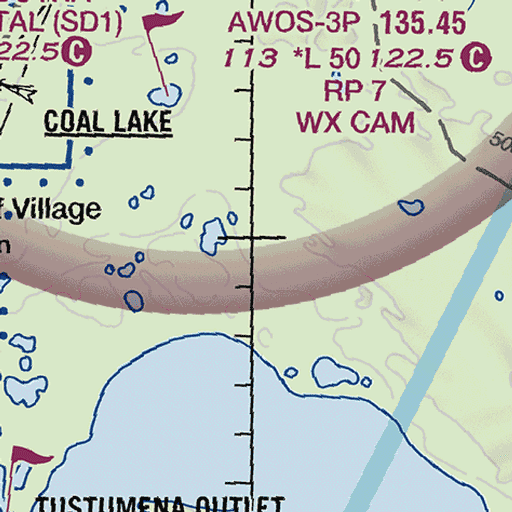 TAL (SD1)
22.5 C
AWOS-3P 135.45
113 *L 50 122.5 C
RP 7
WX CAM
COAL LAKE
Village
TUSTUMENA OUTLET